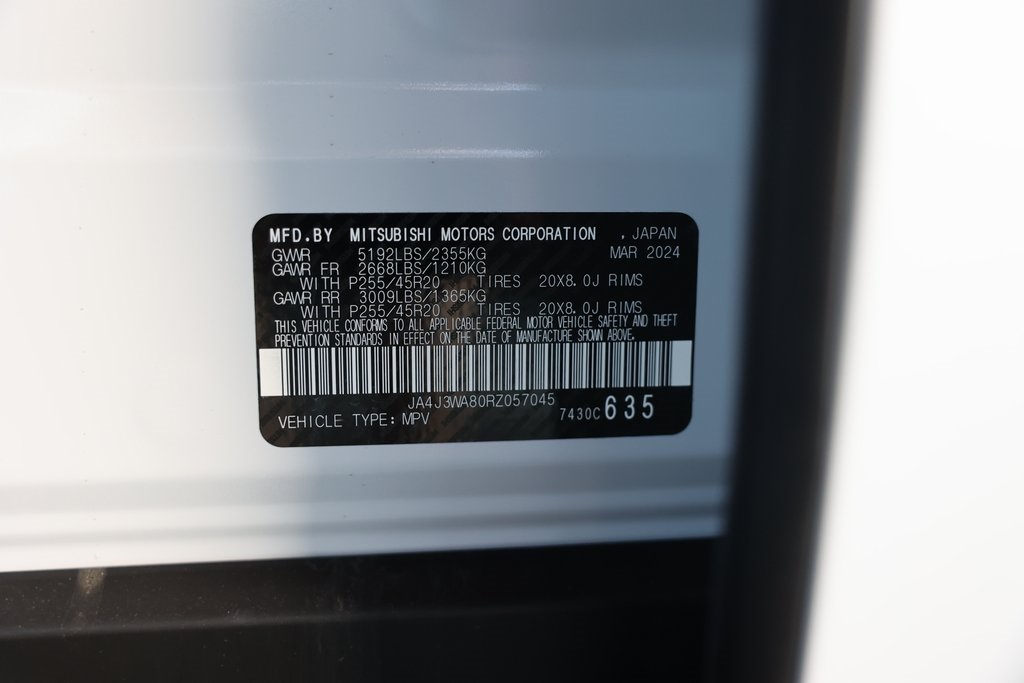 MFD.BY MITSUBISHI MOTORS CORPORATION , JAPAN
GVWR 5192LBS/2355KG MAR 2024
GAWR FR 2668LBS/1210KG
WITH P255/45R20 TIRES 20X8.0J RIMS
GAWR RR 3009LBS/1365KG
WITH P255/45R20 TIRES 20X8.0J RIMS
THIS VEHICLE CONFORMS TO ALL APPLICABLE FEDERAL MOTOR VEHICLE SAFETY AND THEFT
PREVENTION STANDARDS IN EFFECT ON THE DATE OF MANUFACTURE SHOWN ABOVE.
JA4J3WA80RZ057045
VEHICLE TYPE: MPV 7430C 635